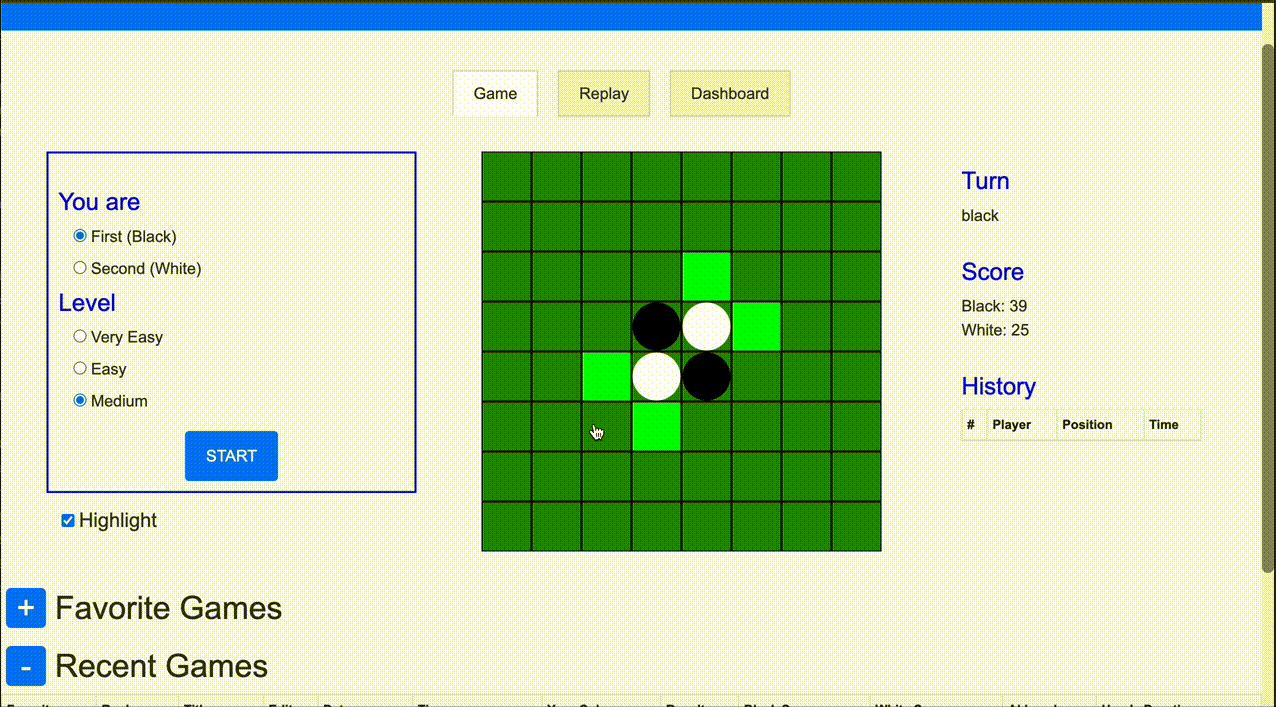 Game Replay Dashboard
You are
First (Black)
Second (White)
Level
Very Easy
Easy
Medium
START
Highlight
Turn
black
Score
Black: 39
White: 25
History
# Player Position Time
+ Favorite Games
- Recent Games